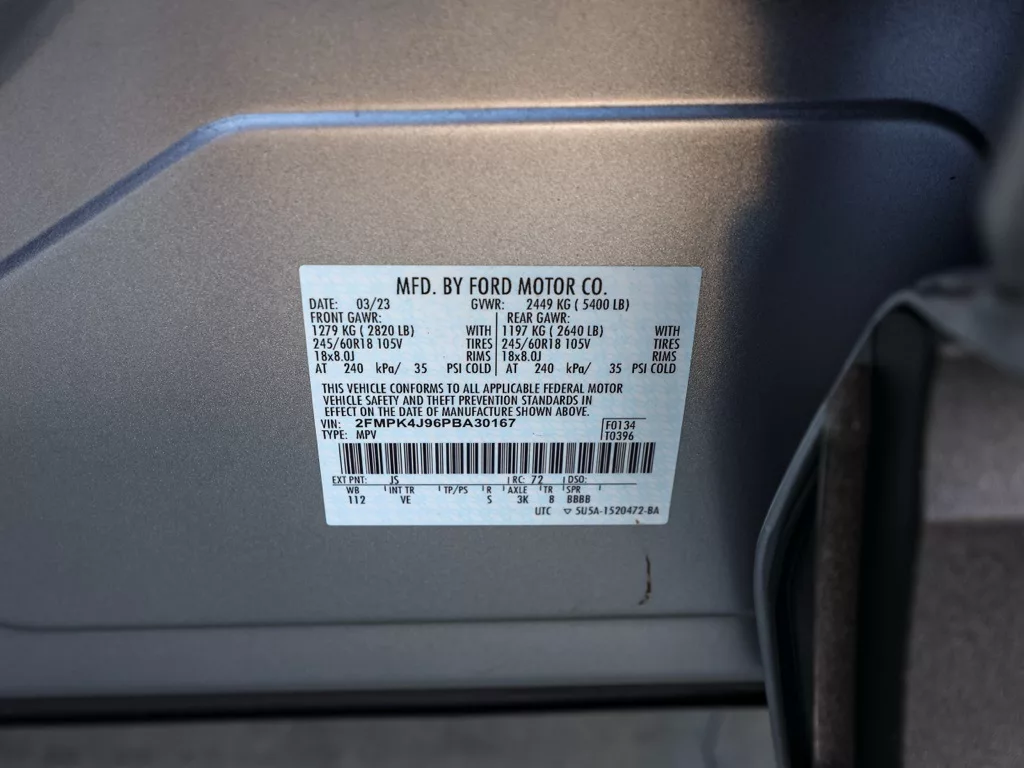 MFD. BY FORD MOTOR CO.
DATE: 03/23 GVWR: 2449 KG ( 5400 LB)
FRONT GAWR: REAR GAWR:
1279 KG ( 2820 LB) WITH 1197 KG ( 2640 LB) WITH
245/60R18 105V TIRES 245/60R18 105V TIRES
18x8.0J RIMS 18x8.0J RIMS
AT 240 kPa/ 35 PSI COLD AT 240 kPa/ 35 PSI COLD
THIS VEHICLE CONFORMS TO ALL APPLICABLE FEDERAL MOTOR
VEHICLE SAFETY AND THEFT PREVENTION STANDARDS IN
EFFECT ON THE DATE OF MANUFACTURE SHOWN ABOVE.
VIN: 2FMPK4J96PBA30167 F0134
TYPE: MPV T0396
EXT PNT: JS RC: 72 DSO:
WB INT TR TP/PS R AXLE TR SPR
112 VE S 3K 8 BBBB
UTC ▽ 5U5A-1520472-BA